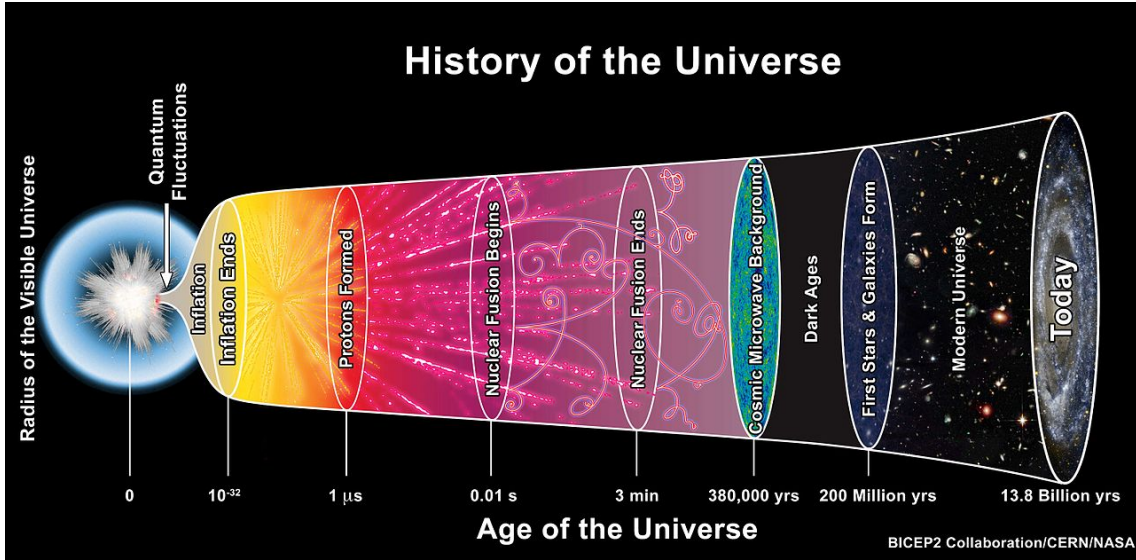 History of the Universe
Radius of the Visible Universe
Quantum
Fluctuations
Inflation
Inflation Ends
Protons Formed
Nuclear Fusion Begins
Nuclear Fusion Ends
Cosmic Microwave Background
Dark Ages
First Stars & Galaxies Form
Modern Universe
Today
0
10⁻³²
1 µs
0.01 s
3 min
380,000 yrs
200 Million yrs
13.8 Billion yrs
Age of the Universe
BICEP2 Collaboration/CERN/NASA